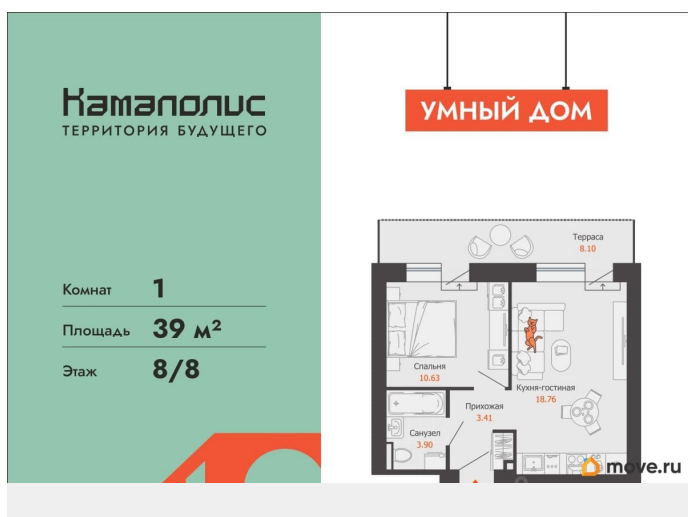 Камаполис
ТЕРРИТОРИЯ БУДУЩЕГО
Комнат 1
Площадь 39 м²
Этаж 8/8
УМНЫЙ ДОМ
Терраса
8.10
Спальня
10.63
Кухня-гостиная
18.76
Прихожая
3.41
Санузел
3.90
move.ru